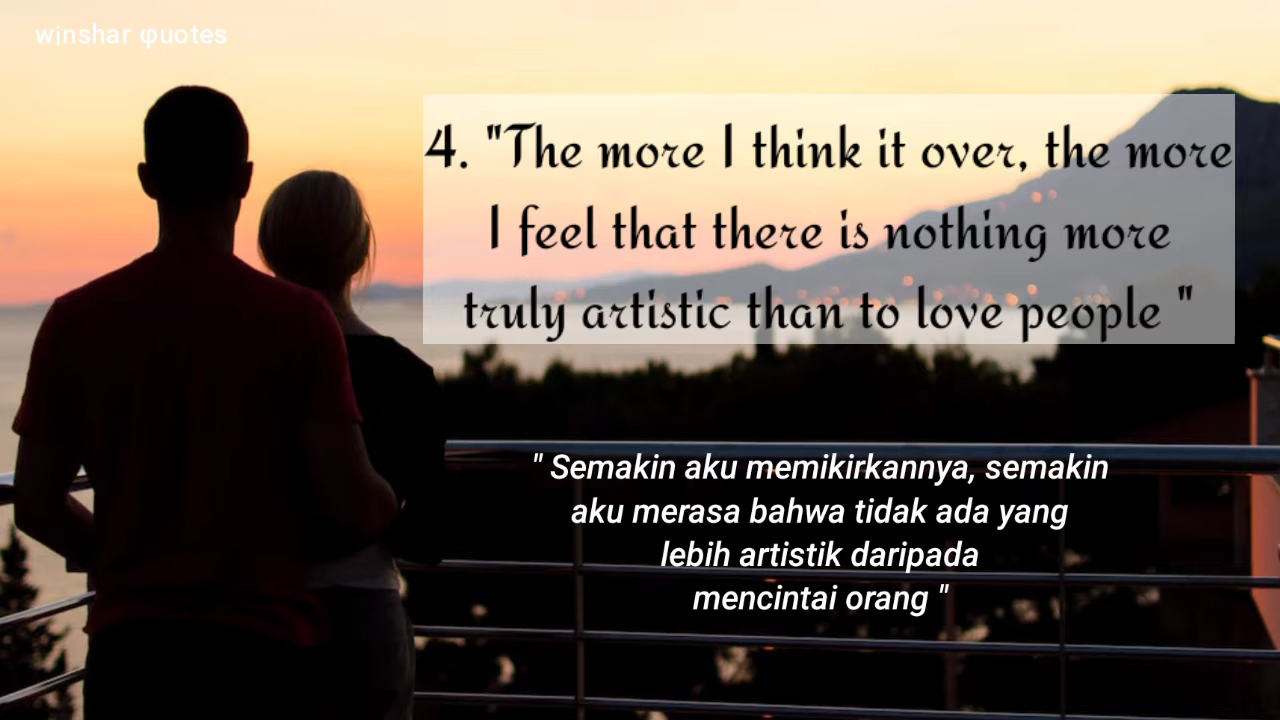 winshar quotes
4. "The more I think it over, the more
I feel that there is nothing more
truly artistic than to love people "
" Semakin aku memikirkannya, semakin
aku merasa bahwa tidak ada yang
lebih artistik daripada
mencintai orang "